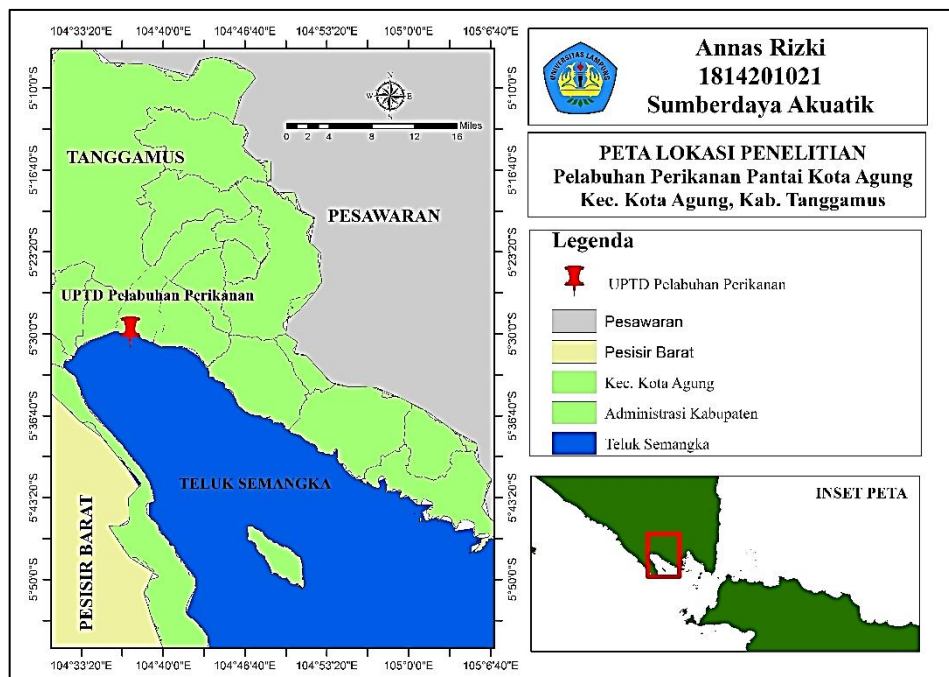 104°33'20"E 104°40'0"E 104°46'40"E 104°53'20"E 105°0'0"E 105°6'40"E
5°10'0"S
5°16'40"S
5°23'20"S
5°30'0"S
5°36'40"S
5°43'20"S
5°50'0"S
N
W E
S
0 2 4 8 12 16
Miles
TANGGAMUS
PESAWARAN
UPTD Pelabuhan Perikanan
TELUK SEMANGKA
PESISIR BARAT
5°10'0"S
5°16'40"S
5°23'20"S
5°30'0"S
5°36'40"S
5°43'20"S
5°50'0"S
104°33'20"E 104°40'0"E 104°46'40"E 104°53'20"E 105°0'0"E 105°6'40"E
UNIVERSITAS LAMPUNG
Annas Rizki
1814201021
Sumberdaya Akuatik
PETA LOKASI PENELITIAN
Pelabuhan Perikanan Pantai Kota Agung
Kec. Kota Agung, Kab. Tanggamus
Legenda
UPTD Pelabuhan Perikanan
Pesawaran
Pesisir Barat
Kec. Kota Agung
Administrasi Kabupaten
Teluk Semangka
INSET PETA